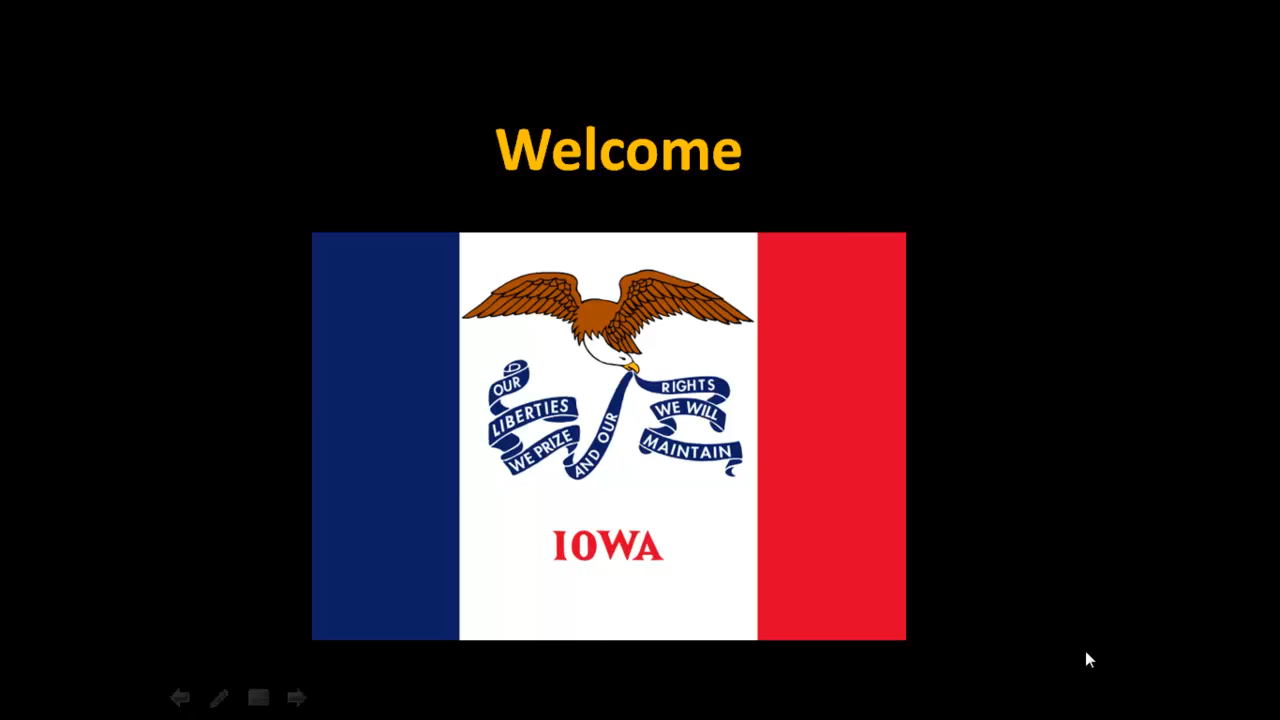 Welcome
OUR
LIBERTIES
WE PRIZE
AND OUR
RIGHTS
WE WILL
MAINTAIN
IOWA